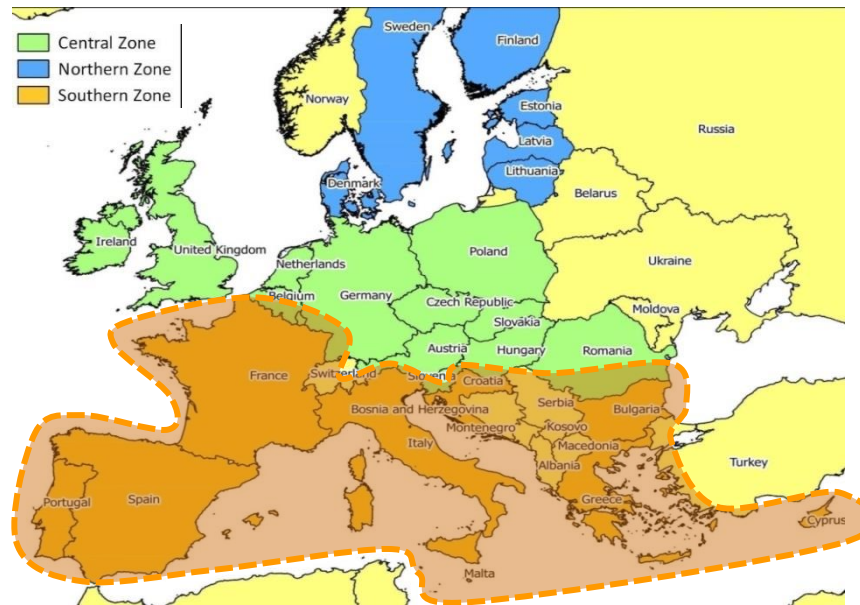 Central Zone
Northern Zone
Southern Zone
Sweden
Finland
Norway
Estonia
Russia
Latvia
Lithuania
Denmark
Belarus
Ireland
United Kingdom
Poland
Netherlands
Ukraine
Belgium
Germany
Czech Republic
Moldova
Slovakia
Austria
Hungary
Romania
France
Switzerland
Slovenia
Croatia
Bosnia and Herzegovina
Serbia
Bulgaria
Montenegro
Kosovo
Italy
Macedonia
Albania
Turkey
Portugal
Spain
Greece
Cyprus
Malta